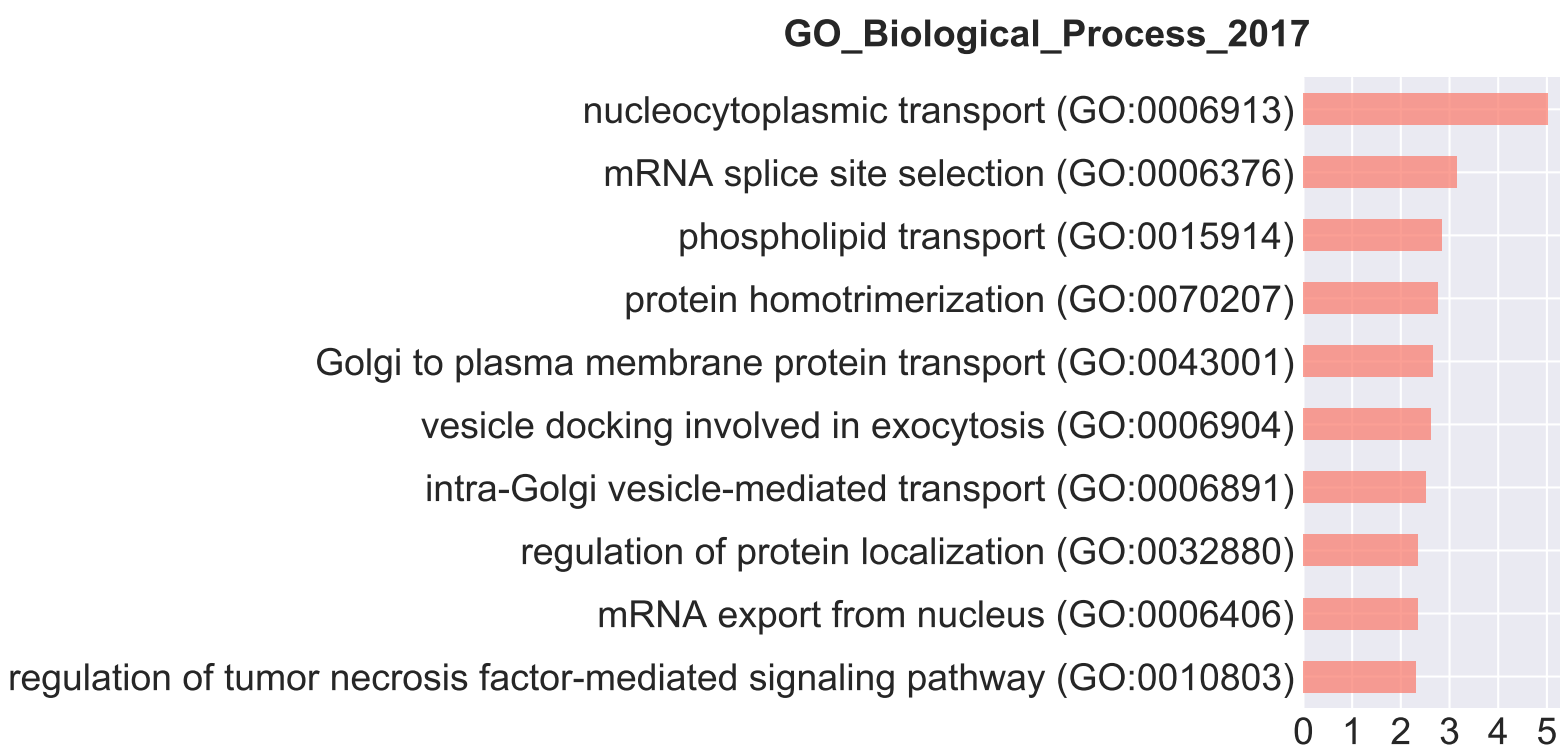 GO_Biological_Process_2017
nucleocytoplasmic transport (GO:0006913)
mRNA splice site selection (GO:0006376)
phospholipid transport (GO:0015914)
protein homotrimerization (GO:0070207)
Golgi to plasma membrane protein transport (GO:0043001)
vesicle docking involved in exocytosis (GO:0006904)
intra-Golgi vesicle-mediated transport (GO:0006891)
regulation of protein localization (GO:0032880)
mRNA export from nucleus (GO:0006406)
regulation of tumor necrosis factor-mediated signaling pathway (GO:0010803)
0 1 2 3 4 5